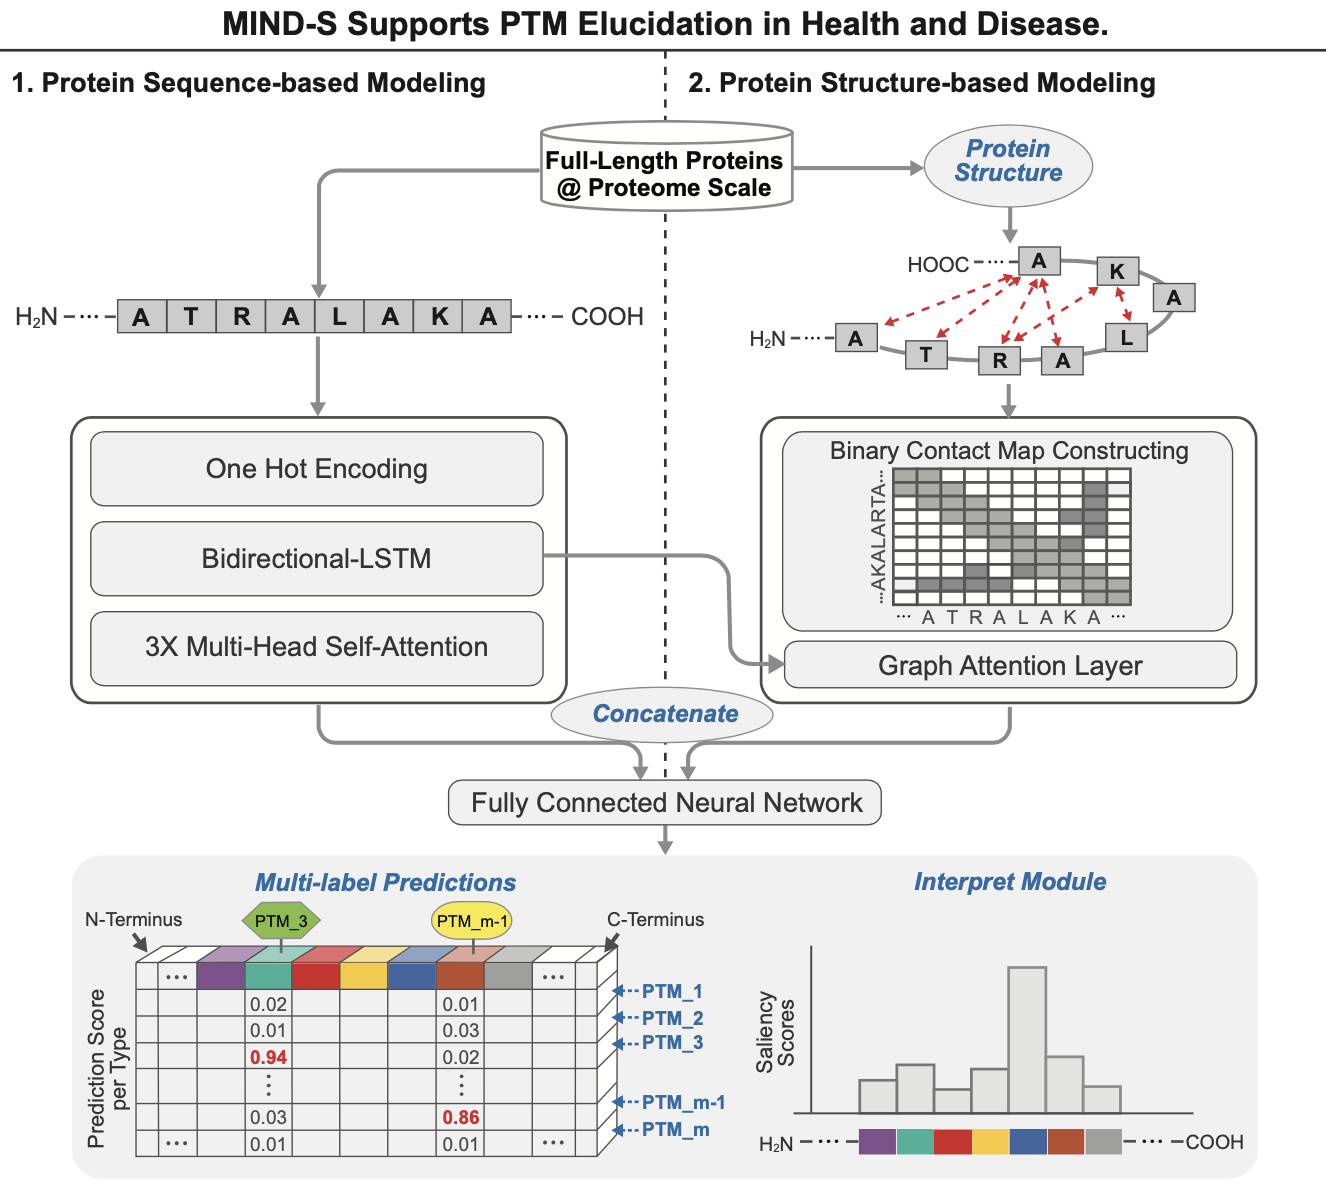 MIND-S Supports PTM Elucidation in Health and Disease.
1. Protein Sequence-based Modeling
2. Protein Structure-based Modeling
Full-Length Proteins
@ Proteome Scale
Protein
Structure
H₂N ··· A T R A L A K A ··· COOH
HOOC ··· A K A
H₂N ··· A T R A L
One Hot Encoding
Bidirectional-LSTM
3X Multi-Head Self-Attention
Binary Contact Map Constructing
···AKALARTA···
··· A T R A L A K A ···
Graph Attention Layer
Concatenate
Fully Connected Neural Network
Multi-label Predictions
N-Terminus
PTM_3
PTM_m-1
C-Terminus
Prediction Score
per Type
··· ···
0.02 0.01
0.01 0.03
0.94 0.02
⋮ ⋮
0.03 0.86
··· 0.01 0.01 ···
PTM_1
PTM_2
PTM_3
PTM_m-1
PTM_m
Interpret Module
Saliency
Scores
H₂N ··· ··· COOH